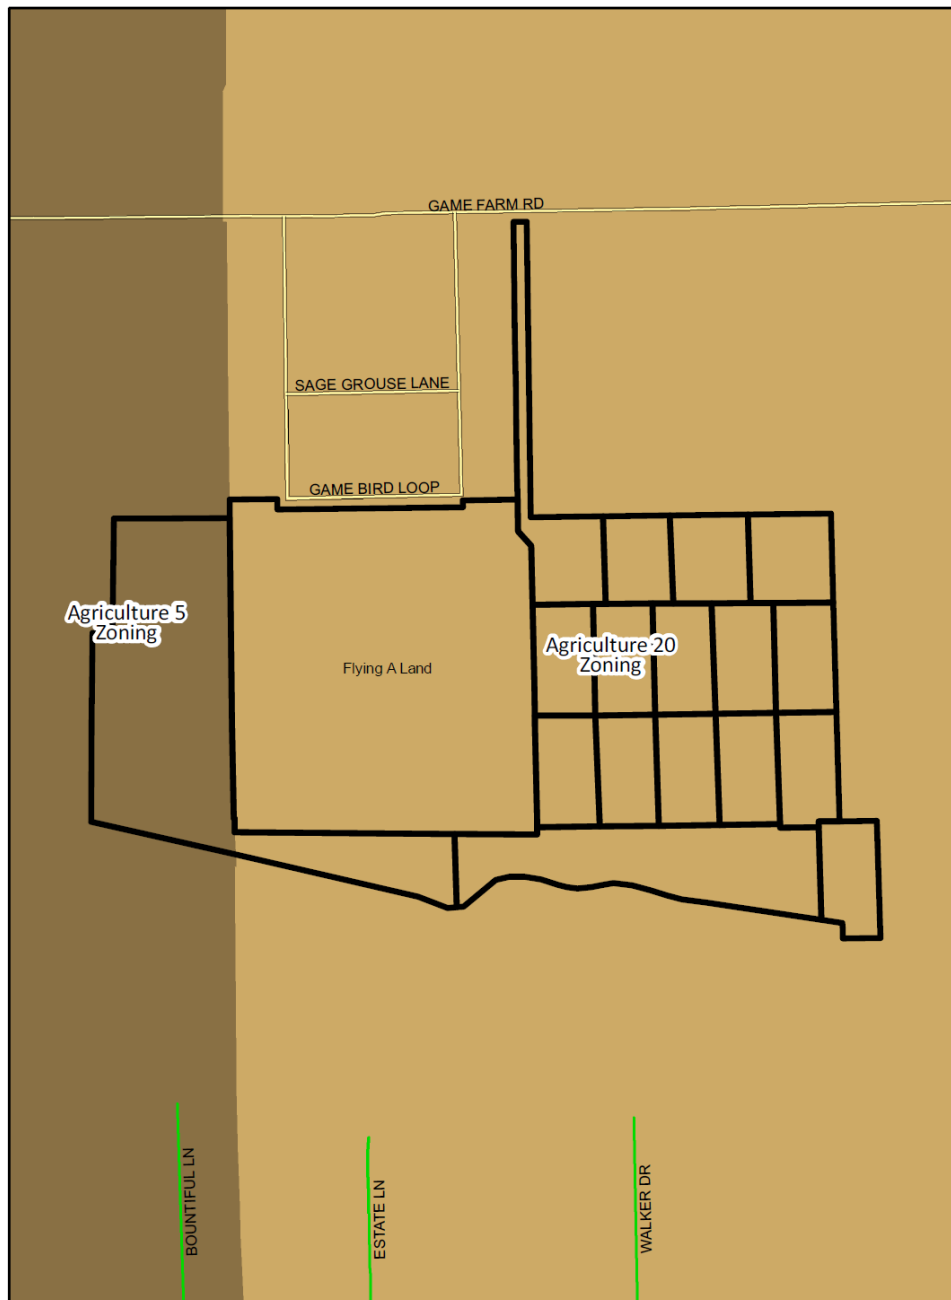 GAME FARM RD
SAGE GROUSE LANE
GAME BIRD LOOP
Agriculture 5
Zoning
Flying A Land
Agriculture 20
Zoning
BOUNTIFUL LN
ESTATE LN
WALKER DR